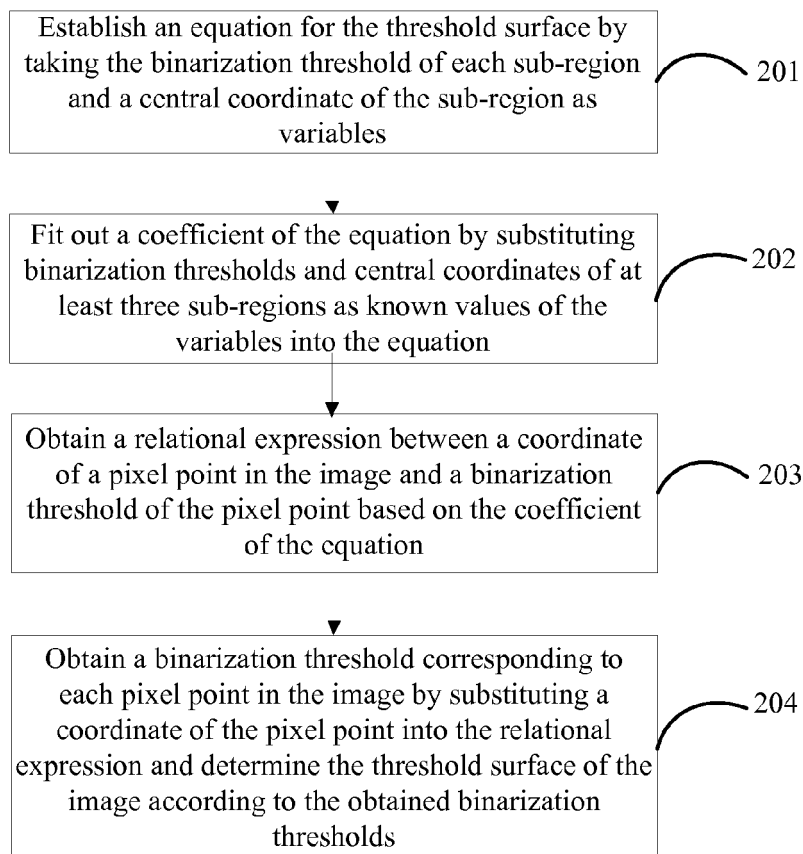 Establish an equation for the threshold surface by
taking the binarization threshold of each sub-region
and a central coordinate of the sub-region as
variables
201
Fit out a coefficient of the equation by substituting
binarization thresholds and central coordinates of at
least three sub-regions as known values of the
variables into the equation
202
Obtain a relational expression between a coordinate
of a pixel point in the image and a binarization
threshold of the pixel point based on the coefficient
of the equation
203
Obtain a binarization threshold corresponding to
each pixel point in the image by substituting a
coordinate of the pixel point into the relational
expression and determine the threshold surface of the
image according to the obtained binarization
thresholds
204